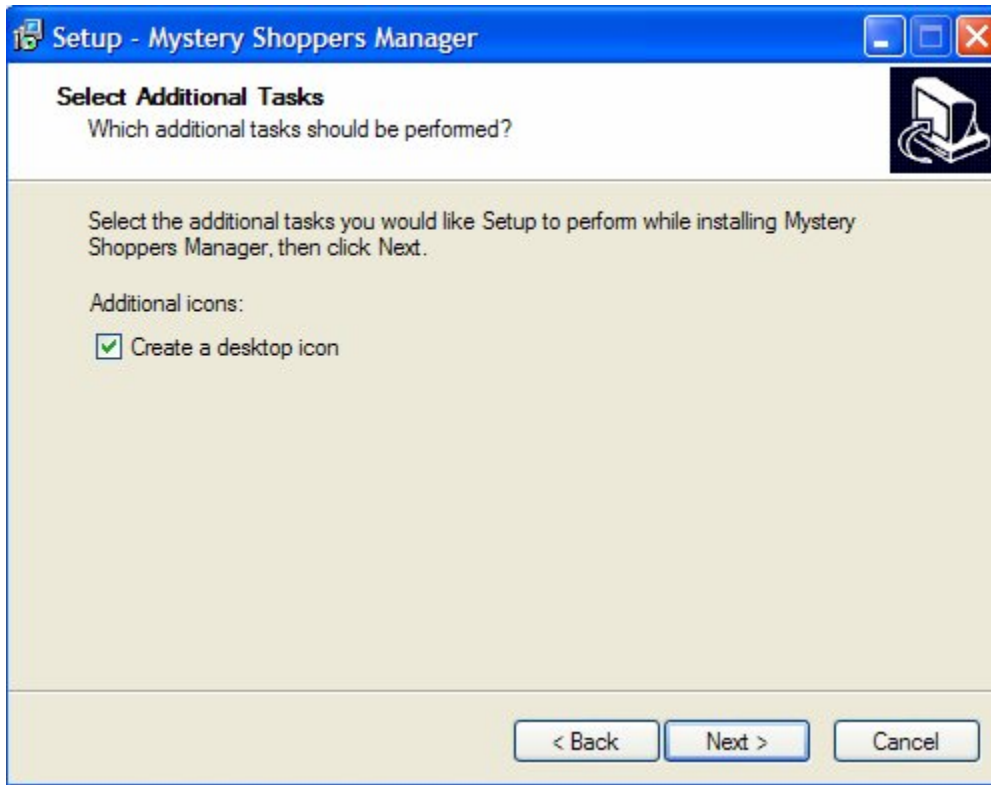 Setup - Mystery Shoppers Manager
Select Additional Tasks
Which additional tasks should be performed?
Select the additional tasks you would like Setup to perform while installing Mystery
Shoppers Manager, then click Next.
Additional icons:
Create a desktop icon
< Back Next > Cancel